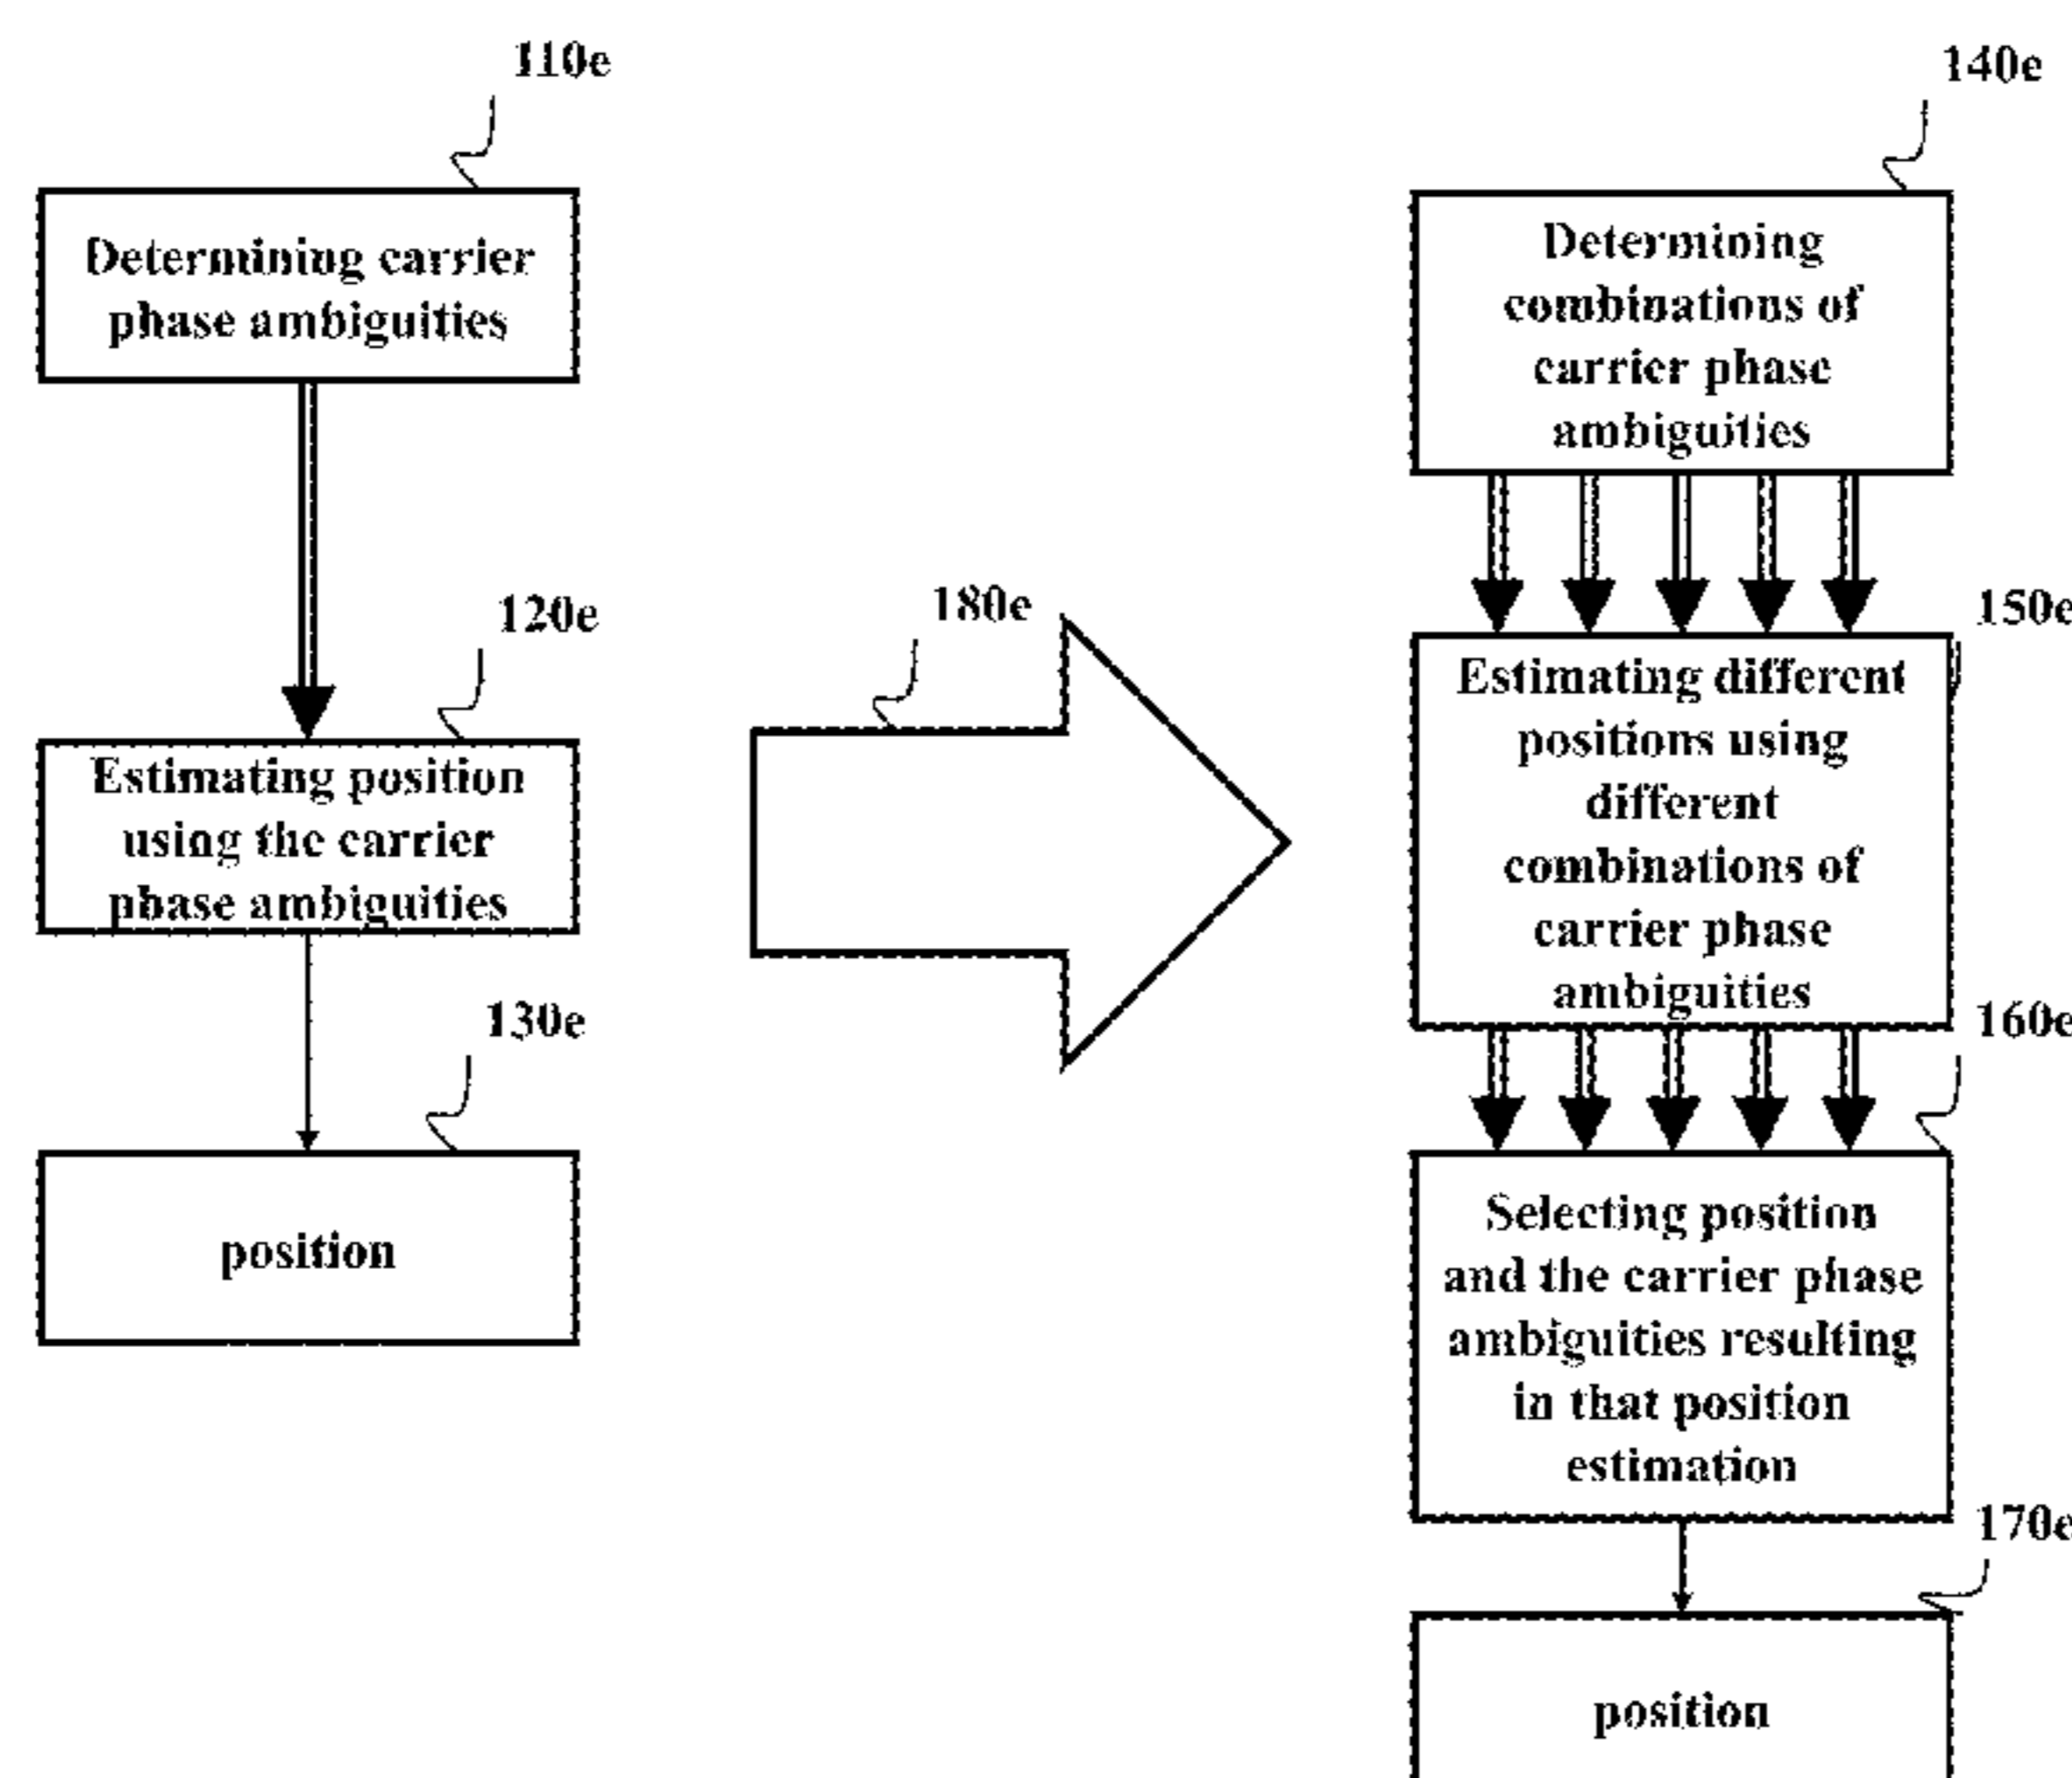 110e
Determining carrier
phase ambiguities
120e
Estimating position
using the carrier
phase ambiguities
130e
position
180e
140e
Determining
combinations of
carrier phase
ambiguities
150e
Estimating different
positions using
different
combinations of
carrier phase
ambiguities
160e
Selecting position
and the carrier phase
ambiguities resulting
in that position
estimation
170e
position